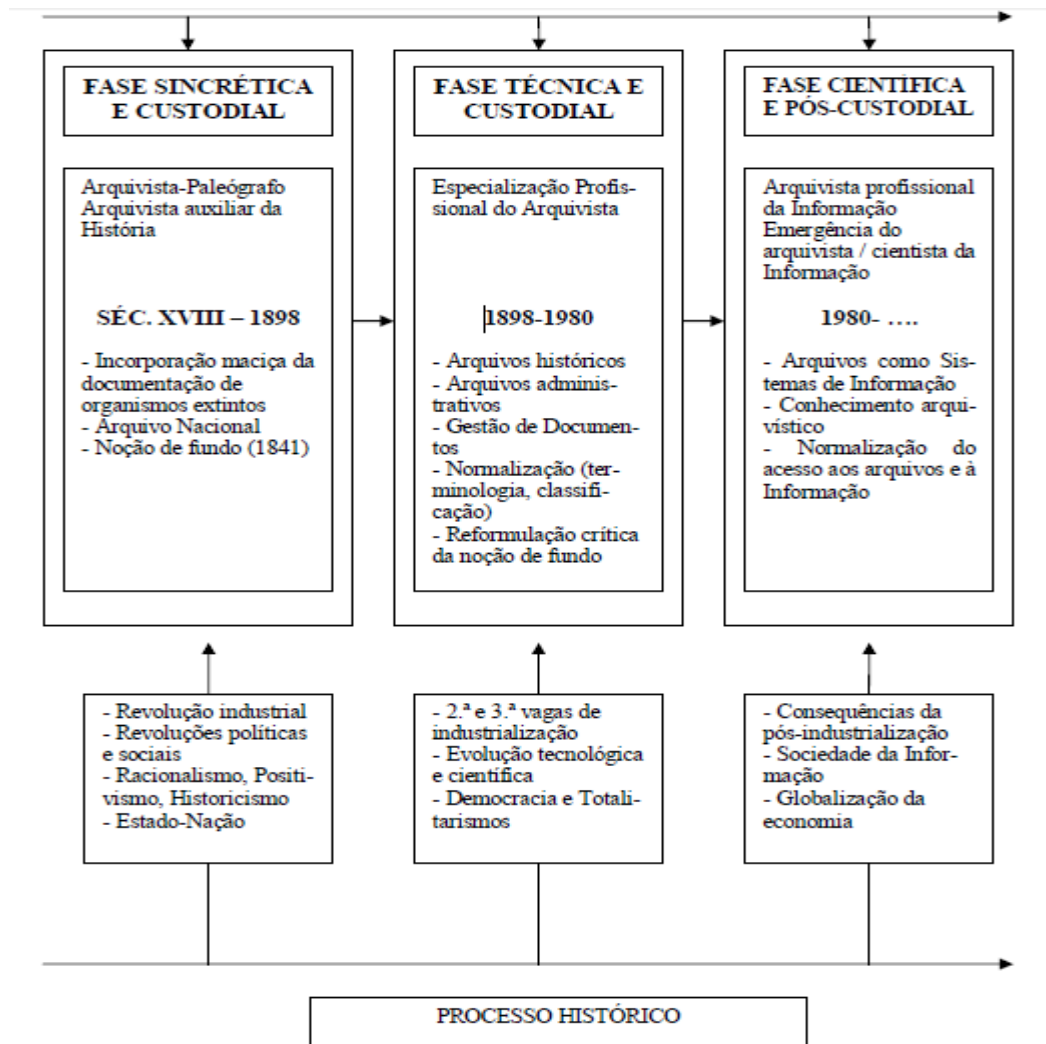 FASE SINCRÉTICA
E CUSTODIAL
Arquivista-Paleógrafo
Arquivista auxiliar da
História
SÉC. XVIII – 1898
- Incorporação maciça da
documentação de
organismos extintos
- Arquivo Nacional
- Noção de fundo (1841)
FASE TÉCNICA E
CUSTODIAL
Especialização Profis-
sional do Arquivista
1898-1980
- Arquivos históricos
- Arquivos adminis-
trativos
- Gestão de Documen-
tos
- Normalização (ter-
minologia, classifi-
cação)
- Reformulação crítica
da noção de fundo
FASE CIENTÍFICA
E PÓS-CUSTODIAL
Arquivista profissional
da Informação
Emergência do
arquivista / cientista da
Informação
1980- ….
- Arquivos como Sis-
temas de Informação
- Conhecimento arqui-
vístico
- Normalização do
acesso aos arquivos e à
Informação
- Revolução industrial
- Revoluções políticas
e sociais
- Racionalismo, Positi-
vismo, Historicismo
- Estado-Nação
- 2.ª e 3.ª vagas de
industrialização
- Evolução tecnológica
e científica
- Democracia e Totali-
tarismos
- Consequências da
pós-industrialização
- Sociedade da Infor-
mação
- Globalização da
economia
PROCESSO HISTÓRICO